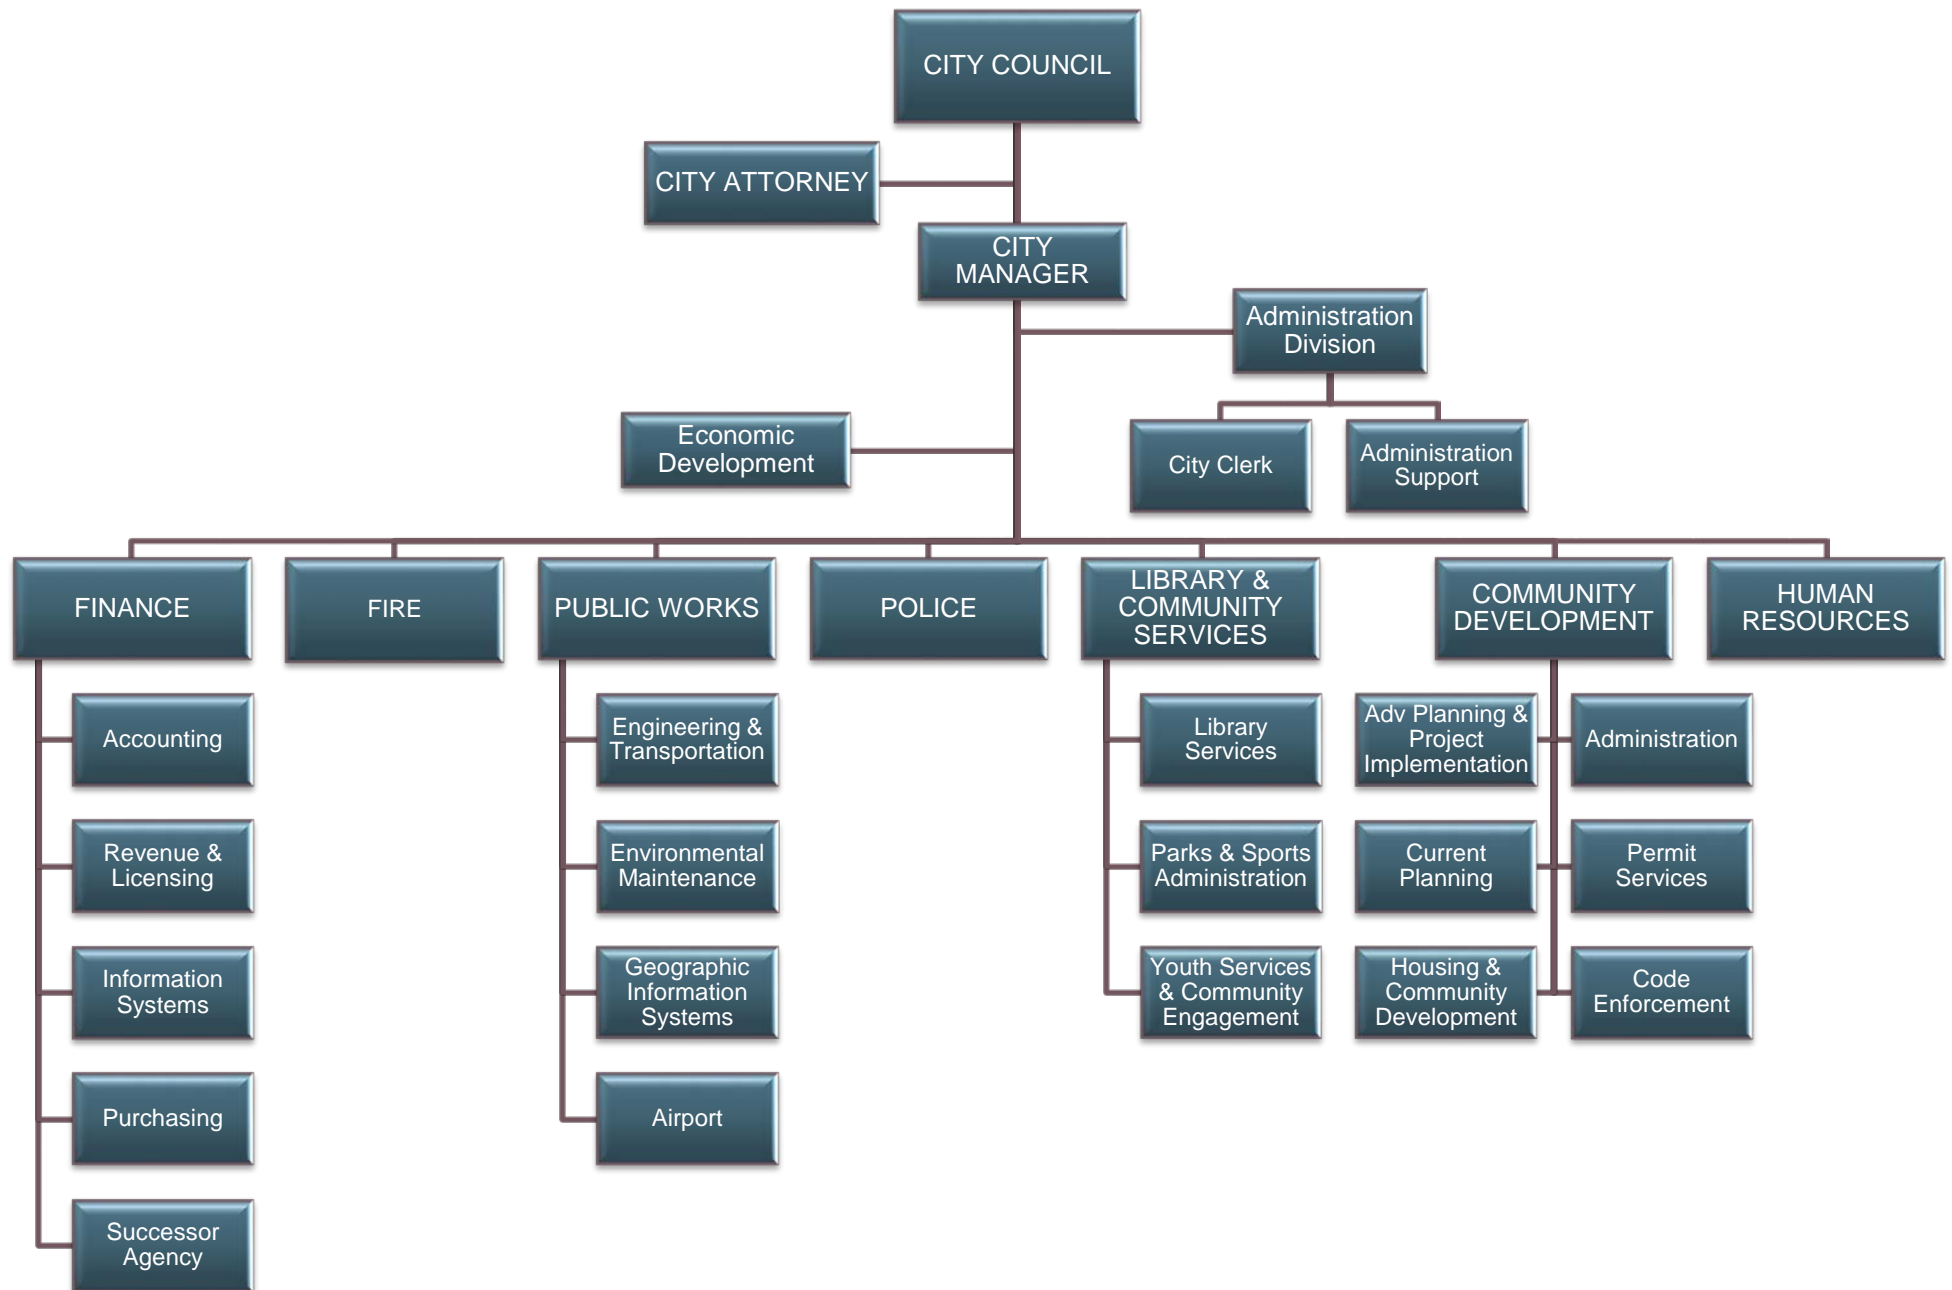 CITY COUNCIL
CITY ATTORNEY
CITY
MANAGER
Administration
Division
Economic
Development
City Clerk
Administration
Support
FINANCE
FIRE
PUBLIC WORKS
POLICE
LIBRARY &
COMMUNITY
SERVICES
COMMUNITY
DEVELOPMENT
HUMAN
RESOURCES
Accounting
Revenue &
Licensing
Information
Systems
Purchasing
Successor
Agency
Engineering &
Transportation
Environmental
Maintenance
Geographic
Information
Systems
Airport
Library
Services
Parks & Sports
Administration
Youth Services
& Community
Engagement
Adv Planning &
Project
Implementation
Current
Planning
Housing &
Community
Development
Administration
Permit
Services
Code
Enforcement